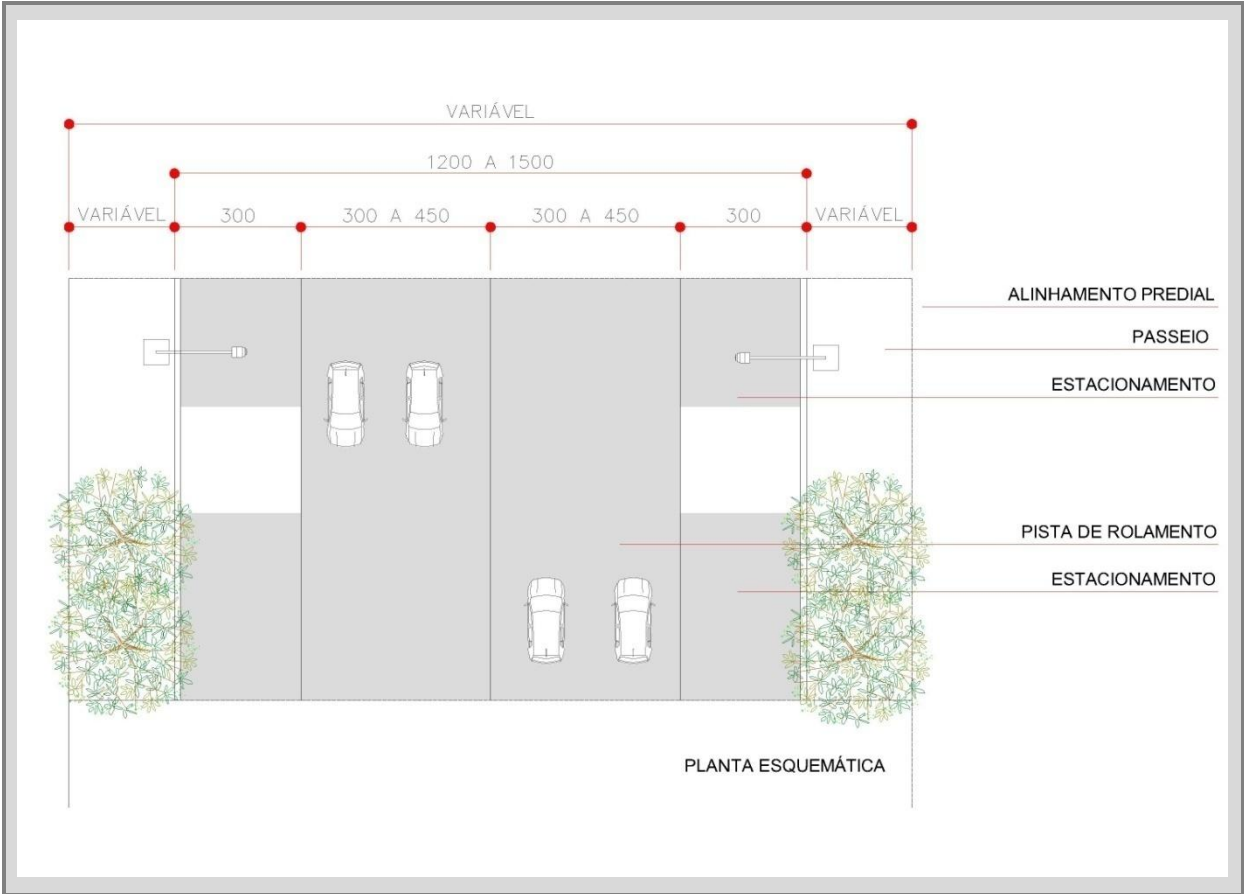 VARIÁVEL
1200 A 1500
VARIÁVEL 300 300 A 450 300 A 450 300 VARIÁVEL
ALINHAMENTO PREDIAL
PASSEIO
ESTACIONAMENTO
PISTA DE ROLAMENTO
ESTACIONAMENTO
PLANTA ESQUEMÁTICA